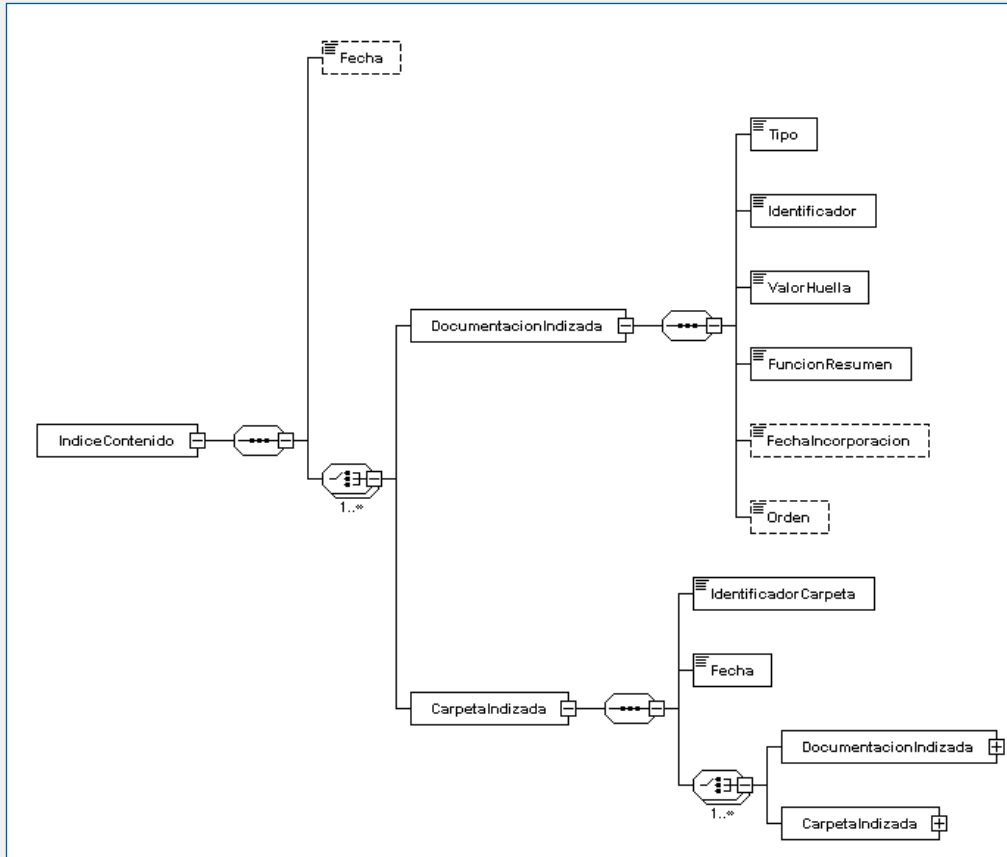 Fecha
Tipo
Identificador
ValorHuella
DocumentacionIndizada
FuncionResumen
IndiceContenido
FechaIncorporacion
1..∞
Orden
IdentificadorCarpeta
Fecha
CarpetaIndizada
DocumentacionIndizada
1..∞
CarpetaIndizada